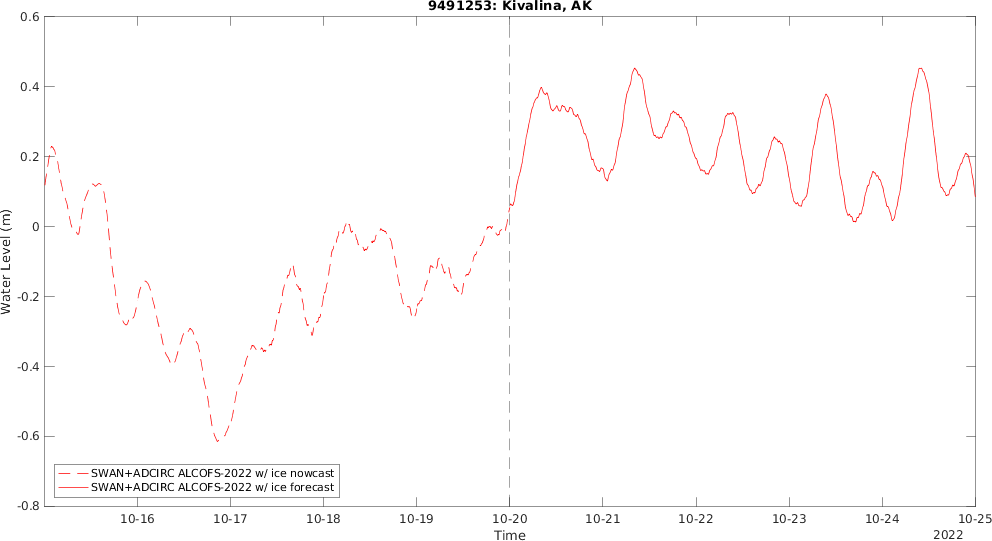 9491253: Kivalina, AK
0.6
0.4
0.2
0
-0.2
-0.4
-0.6
-0.8
Water Level (m)
SWAN+ADCIRC ALCOFS-2022 w/ ice nowcast
SWAN+ADCIRC ALCOFS-2022 w/ ice forecast
10-16 10-17 10-18 10-19 10-20 10-21 10-22 10-23 10-24 10-25
Time
2022